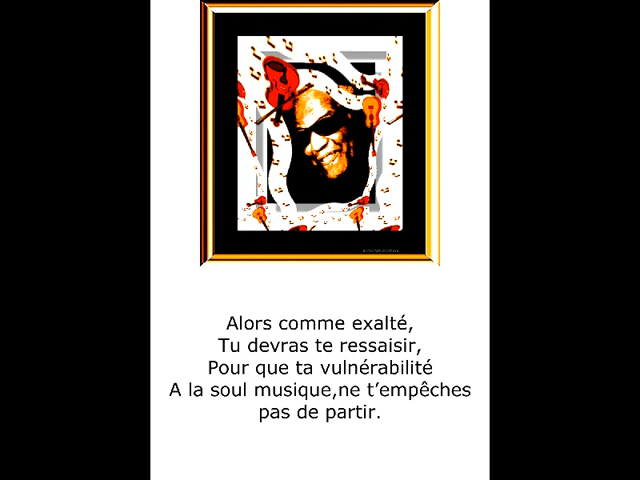 Alors comme exalté,
Tu devras te ressaisir,
Pour que ta vulnérabilité
A la soul musique,ne t’empêches
pas de partir.